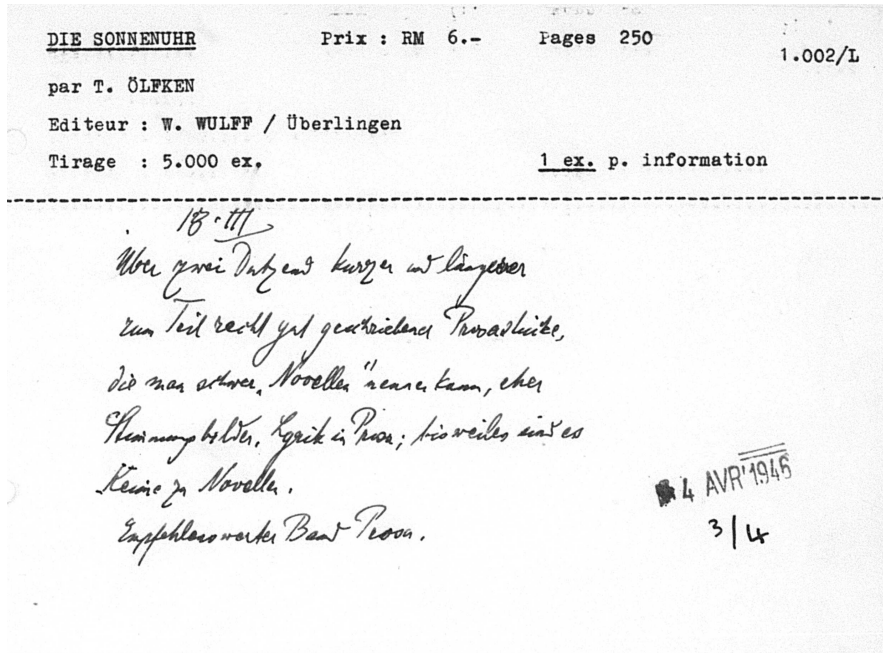 DIE SONNENUHR Prix : RM 6.- Pages 250
1.002/L
par T. ÖLFKEN
Editeur : W. WULFF / Überlingen
Tirage : 5.000 ex. 1 ex. p. information
18.III
Über zwei Dutzend kurzer und längerer
zum Teil recht gut geschriebener Prosastücke,
die man schwer „Novellen" nennen kann, eher
Stimmungsbilder, Lyrik in Prosa; bisweilen sind es
Keime zu Novellen.
Empfehlenswerter Band Prosa.
4 AVR 1946
3/4